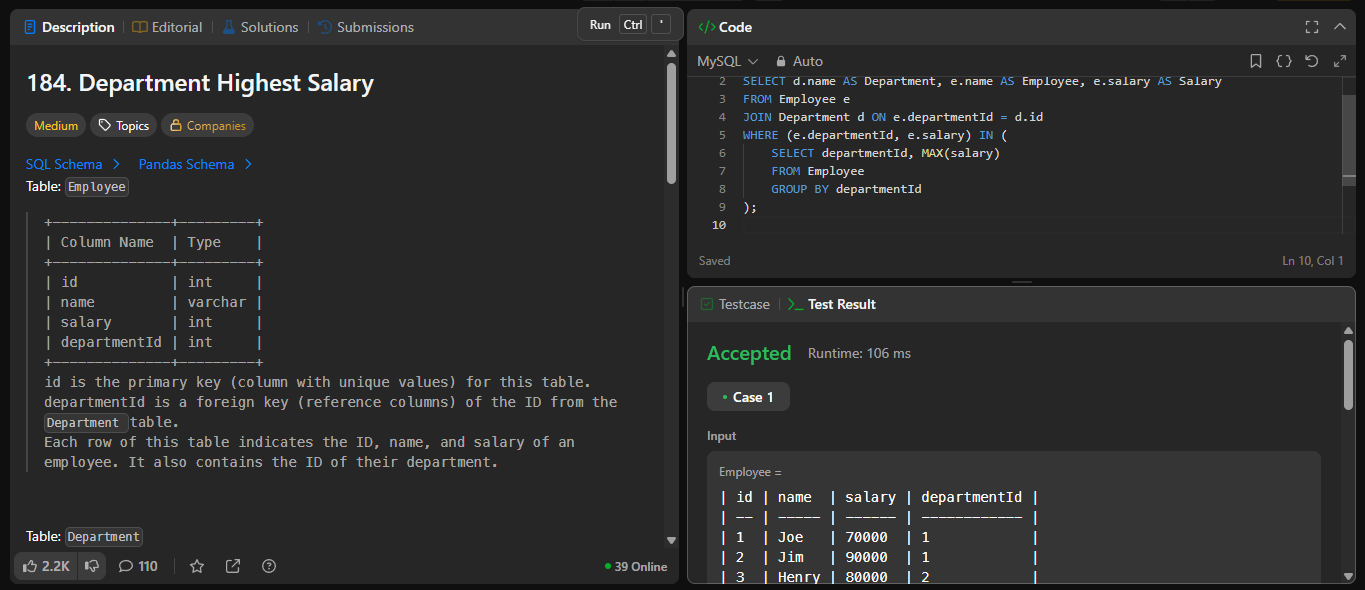 Description | Editorial | Solutions | Submissions
Run Ctrl '
184. Department Highest Salary
Medium Topics Companies
SQL Schema > Pandas Schema >
Table: Employee
+--------------+---------+
| Column Name  | Type    |
+--------------+---------+
| id           | int     |
| name         | varchar |
| salary       | int     |
| departmentId | int     |
+--------------+---------+
id is the primary key (column with unique values) for this table.
departmentId is a foreign key (reference columns) of the ID from the
Department table.
Each row of this table indicates the ID, name, and salary of an
employee. It also contains the ID of their department.
Table: Department
2.2K 110 39 Online
</> Code
MySQL Auto
2 SELECT d.name AS Department, e.name AS Employee, e.salary AS Salary
3 FROM Employee e
4 JOIN Department d ON e.departmentId = d.id
5 WHERE (e.departmentId, e.salary) IN (
6     SELECT departmentId, MAX(salary)
7     FROM Employee
8     GROUP BY departmentId
9 );
10
Saved Ln 10, Col 1
Testcase | >_ Test Result
Accepted Runtime: 106 ms
• Case 1
Input
Employee =
| id | name  | salary | departmentId |
| -- | ----- | ------ | ------------ |
| 1  | Joe   | 70000  | 1            |
| 2  | Jim   | 90000  | 1            |
| 3  | Henry | 80000  | 2            |